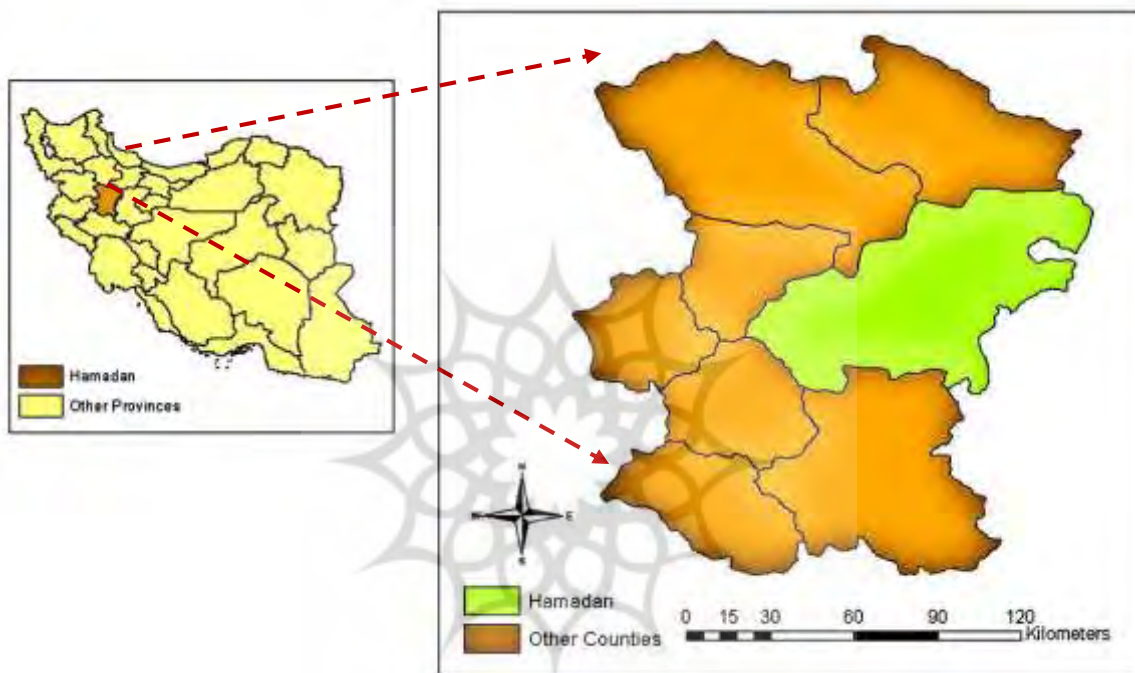 Hamadan
Other Provinces
N
E
S
Hamadan
Other Counties
0 15 30 60 90 120
Kilometers